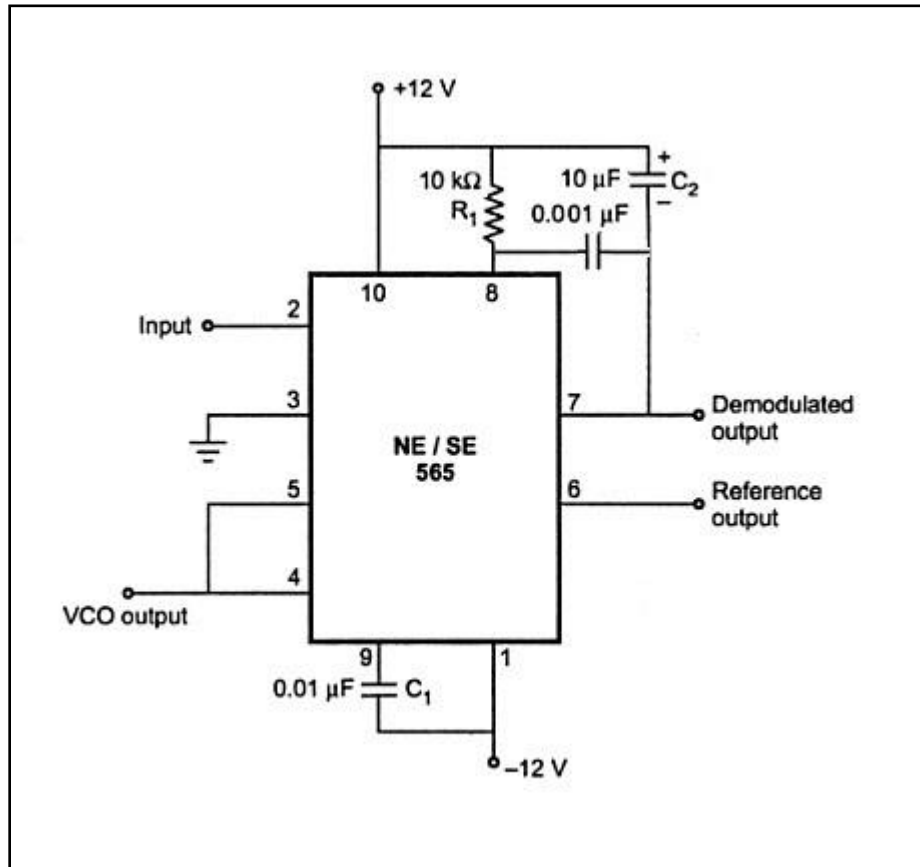 +12 V
10 kΩ
R1
10 μF
+
C2
−
0.001 μF
10
8
Input
2
3
7
Demodulated
output
NE / SE
565
5
6
Reference
output
4
VCO output
9
1
0.01 μF
C1
−12 V